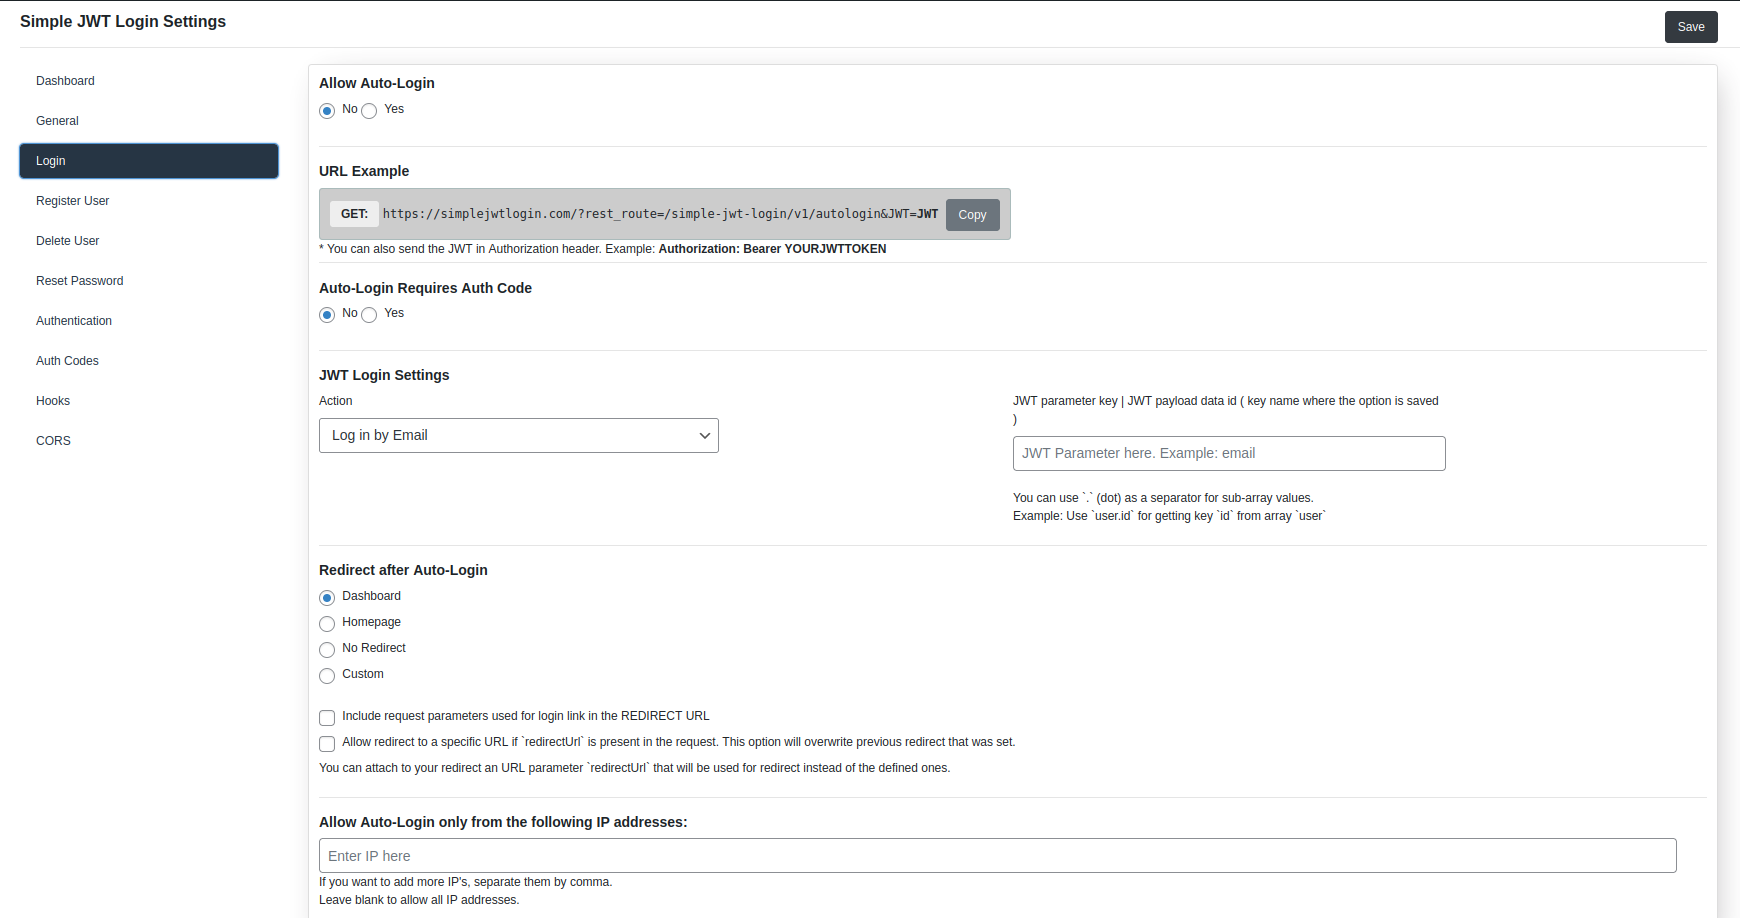 Simple JWT Login Settings
Save
Dashboard
General
Login
Register User
Delete User
Reset Password
Authentication
Auth Codes
Hooks
CORS
Allow Auto-Login
No Yes
URL Example
GET: https://simplejwtlogin.com/?rest_route=/simple-jwt-login/v1/autologin&JWT=JWT Copy
* You can also send the JWT in Authorization header. Example: Authorization: Bearer YOURJWTTOKEN
Auto-Login Requires Auth Code
No Yes
JWT Login Settings
Action
Log in by Email
JWT parameter key | JWT payload data id ( key name where the option is saved
)
JWT Parameter here. Example: email
You can use `.` (dot) as a separator for sub-array values.
Example: Use `user.id` for getting key `id` from array `user`
Redirect after Auto-Login
Dashboard
Homepage
No Redirect
Custom
Include request parameters used for login link in the REDIRECT URL
Allow redirect to a specific URL if `redirectUrl` is present in the request. This option will overwrite previous redirect that was set.
You can attach to your redirect an URL parameter `redirectUrl` that will be used for redirect instead of the defined ones.
Allow Auto-Login only from the following IP addresses:
Enter IP here
If you want to add more IP's, separate them by comma.
Leave blank to allow all IP addresses.